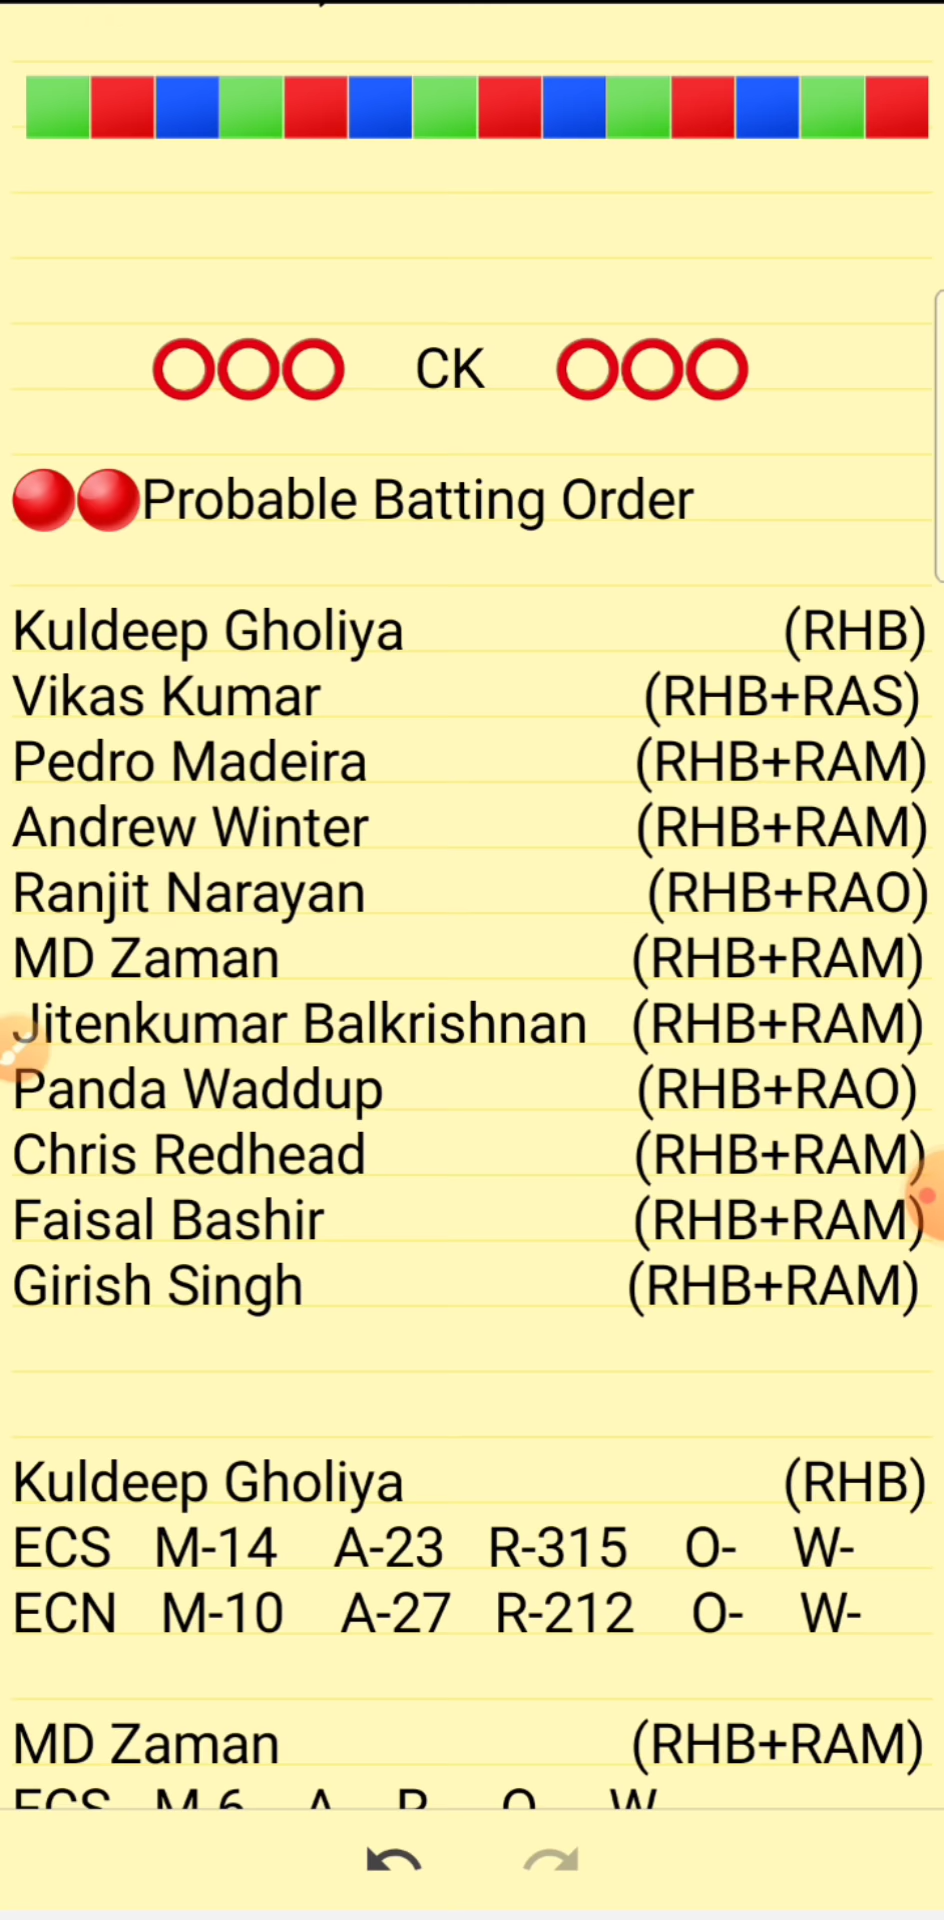 CK
Probable Batting Order
Kuldeep Gholiya (RHB)
Vikas Kumar (RHB+RAS)
Pedro Madeira (RHB+RAM)
Andrew Winter (RHB+RAM)
Ranjit Narayan (RHB+RAO)
MD Zaman (RHB+RAM)
Jitenkumar Balkrishnan (RHB+RAM)
Panda Waddup (RHB+RAO)
Chris Redhead (RHB+RAM)
Faisal Bashir (RHB+RAM)
Girish Singh (RHB+RAM)
Kuldeep Gholiya (RHB)
ECS M-14 A-23 R-315 O- W-
ECN M-10 A-27 R-212 O- W-
MD Zaman (RHB+RAM)
ECS M 6 A R O W